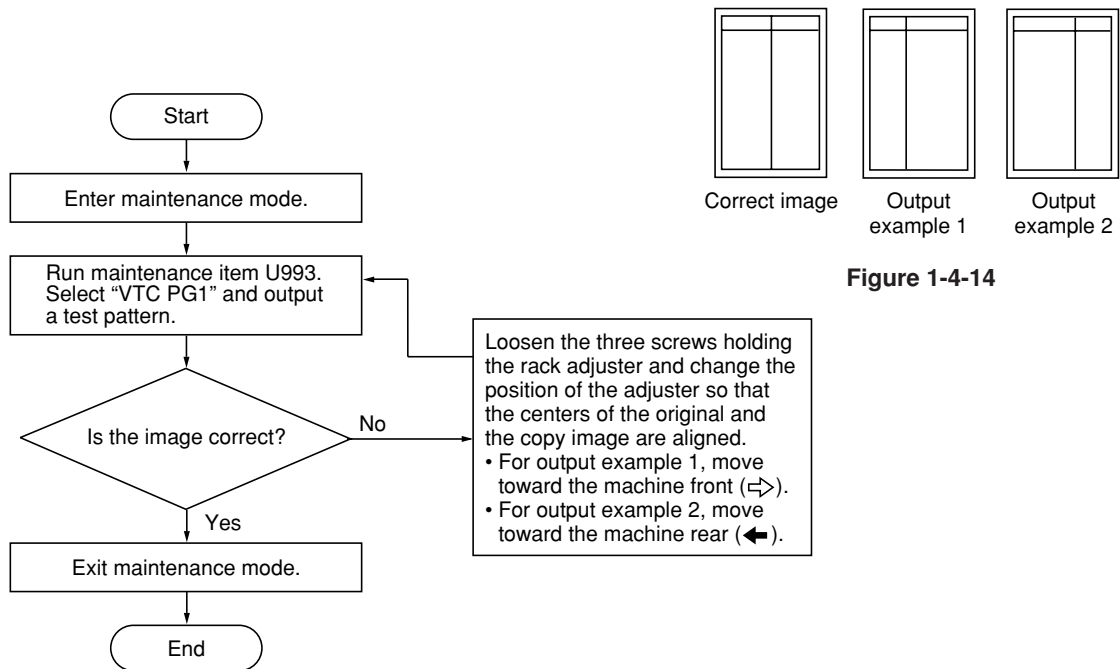 Start
Enter maintenance mode.
Run maintenance item U993.
Select “VTC PG1” and output
a test pattern.
Is the image correct?
No
Yes
Loosen the three screws holding
the rack adjuster and change the
position of the adjuster so that
the centers of the original and
the copy image are aligned.
• For output example 1, move
toward the machine front (⇨).
• For output example 2, move
toward the machine rear (⬅).
Exit maintenance mode.
End
Correct image
Output
example 1
Output
example 2
Figure 1-4-14